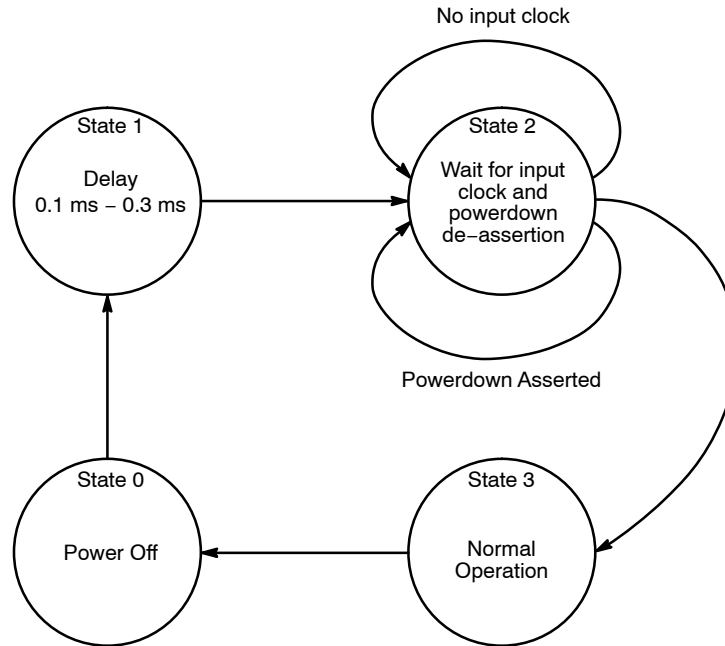 No input clock
State 1
Delay
0.1 ms − 0.3 ms
State 2
Wait for input
clock and
powerdown
de−assertion
Powerdown Asserted
State 0
Power Off
State 3
Normal
Operation